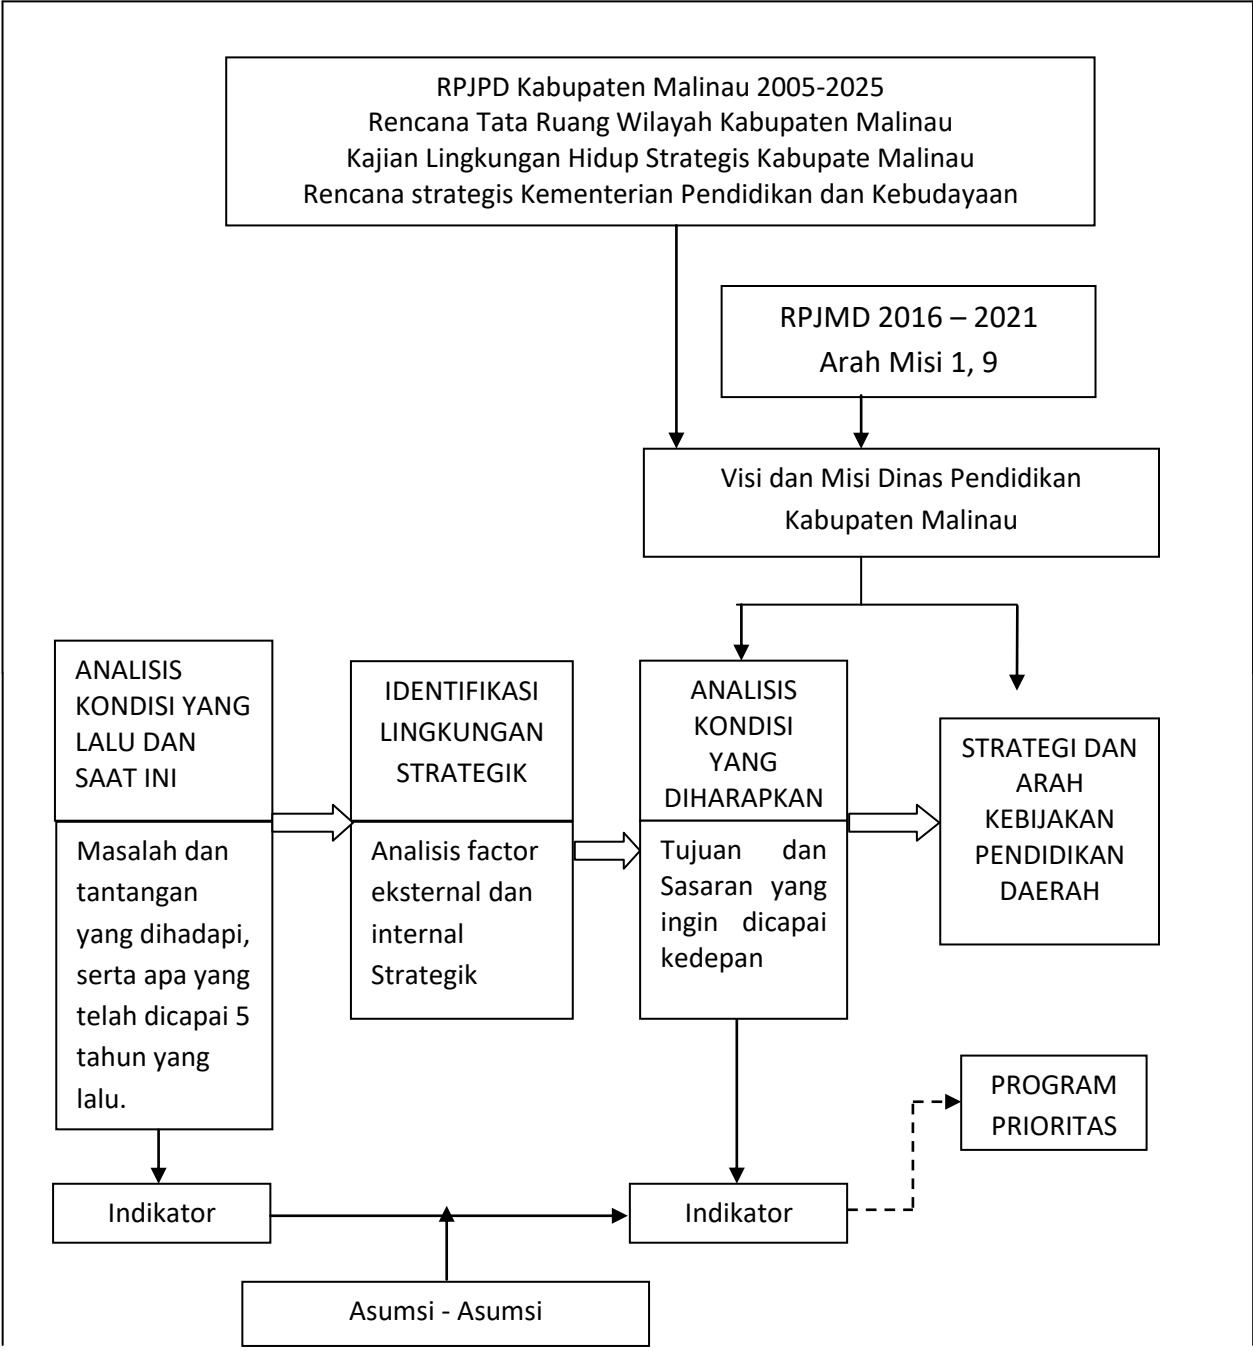 RPJPD Kabupaten Malinau 2005-2025
Rencana Tata Ruang Wilayah Kabupaten Malinau
Kajian Lingkungan Hidup Strategis Kabupate Malinau
Rencana strategis Kementerian Pendidikan dan Kebudayaan
RPJMD 2016 – 2021
Arah Misi 1, 9
Visi dan Misi Dinas Pendidikan
Kabupaten Malinau
ANALISIS
KONDISI YANG
LALU DAN
SAAT INI
Masalah dan
tantangan
yang dihadapi,
serta apa yang
telah dicapai 5
tahun yang
lalu.
IDENTIFIKASI
LINGKUNGAN
STRATEGIK
Analisis factor
eksternal dan
internal
Strategik
ANALISIS
KONDISI
YANG
DIHARAPKAN
Tujuan dan
Sasaran yang
ingin dicapai
kedepan
STRATEGI DAN
ARAH
KEBIJAKAN
PENDIDIKAN
DAERAH
PROGRAM
PRIORITAS
Indikator
Indikator
Asumsi - Asumsi